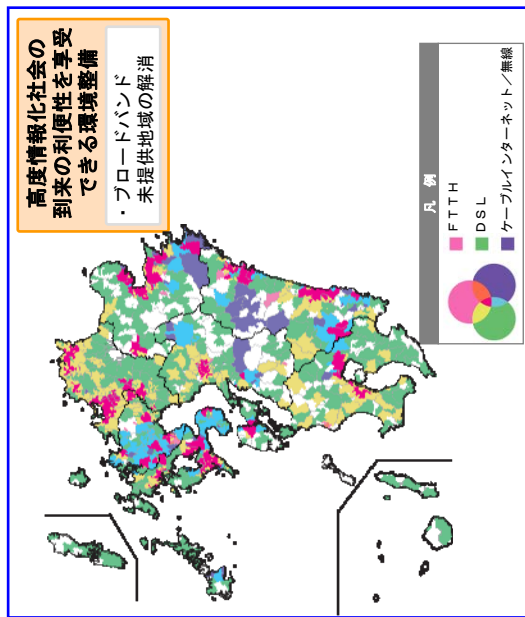 高度情報化社会の
到来の利便性を享受
できる環境整備
・ブロードバンド
未提供地域の解消
凡例
ＦＴＴＨ
ＤＳＬ
ケーブルインターネット／無線